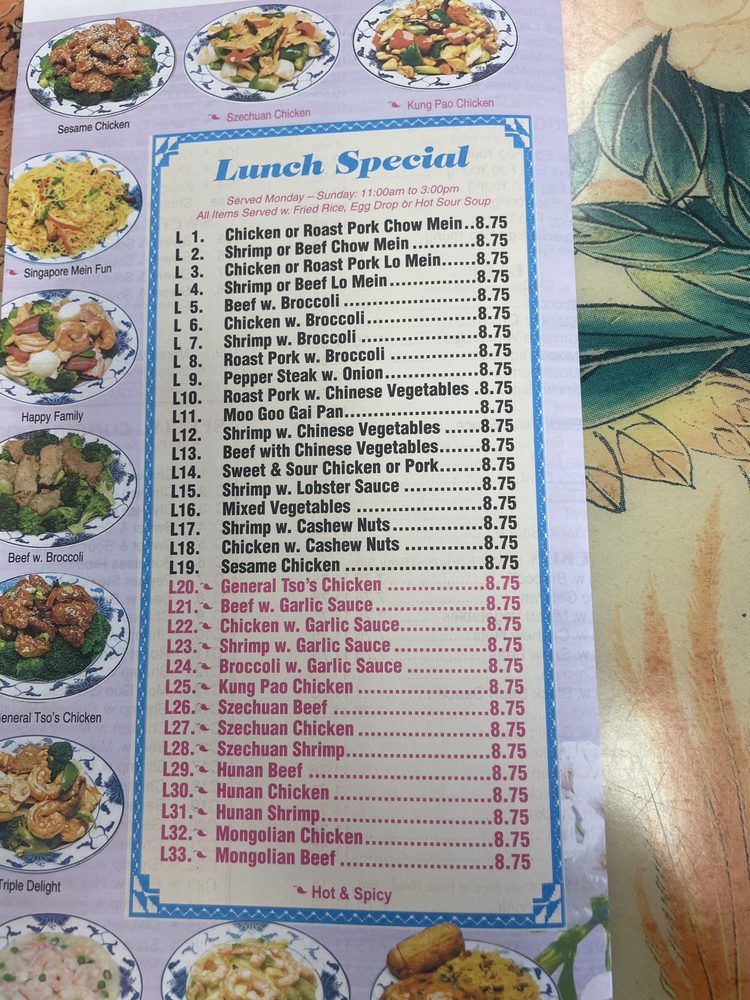 Sesame Chicken
Szechuan Chicken
Kung Pao Chicken
Lunch Special
Served Monday – Sunday: 11:00am to 3:00pm
All Items Served w. Fried Rice, Egg Drop or Hot Sour Soup
L 1. Chicken or Roast Pork Chow Mein..8.75
L 2. Shrimp or Beef Chow Mein ..........8.75
L 3. Chicken or Roast Pork Lo Mein......8.75
L 4. Shrimp or Beef Lo Mein...............8.75
L 5. Beef w. Broccoli .......................8.75
L 6. Chicken w. Broccoli....................8.75
L 7. Shrimp w. Broccoli .....................8.75
L 8. Roast Pork w. Broccoli ...............8.75
L 9. Pepper Steak w. Onion................8.75
L10. Roast Pork w. Chinese Vegetables .8.75
L11. Moo Goo Gai Pan.......................8.75
L12. Shrimp w. Chinese Vegetables .....8.75
L13. Beef with Chinese Vegetables.......8.75
L14. Sweet & Sour Chicken or Pork.......8.75
L15. Shrimp w. Lobster Sauce .............8.75
L16. Mixed Vegetables ......................8.75
L17. Shrimp w. Cashew Nuts...............8.75
L18. Chicken w. Cashew Nuts .............8.75
L19. Sesame Chicken ........................8.75
L20. General Tso's Chicken .................8.75
L21. Beef w. Garlic Sauce...................8.75
L22. Chicken w. Garlic Sauce...............8.75
L23. Shrimp w. Garlic Sauce ...............8.75
L24. Broccoli w. Garlic Sauce ..............8.75
L25. Kung Pao Chicken ......................8.75
L26. Szechuan Beef ..........................8.75
L27. Szechuan Chicken ......................8.75
L28. Szechuan Shrimp........................8.75
L29. Hunan Beef ..............................8.75
L30. Hunan Chicken ..........................8.75
L31. Hunan Shrimp............................8.75
L32. Mongolian Chicken......................8.75
L33. Mongolian Beef ..........................8.75
Hot & Spicy
Singapore Mein Fun
Happy Family
Beef w. Broccoli
General Tso's Chicken
Triple Delight